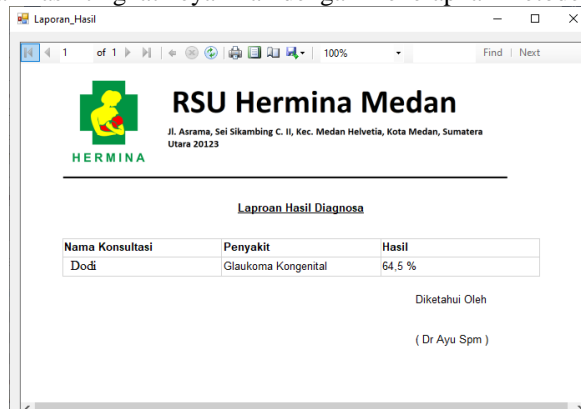 Laporan_Hasil
1 of 1 100% Find | Next
RSU Hermina Medan
Jl. Asrama, Sei Sikambing C. II, Kec. Medan Helvetia, Kota Medan, Sumatera
Utara 20123
HERMINA
Laproan Hasil Diagnosa
Nama Konsultasi Penyakit Hasil
Dodi Glaukoma Kongenital 64,5 %
Diketahui Oleh
( Dr Ayu Spm )